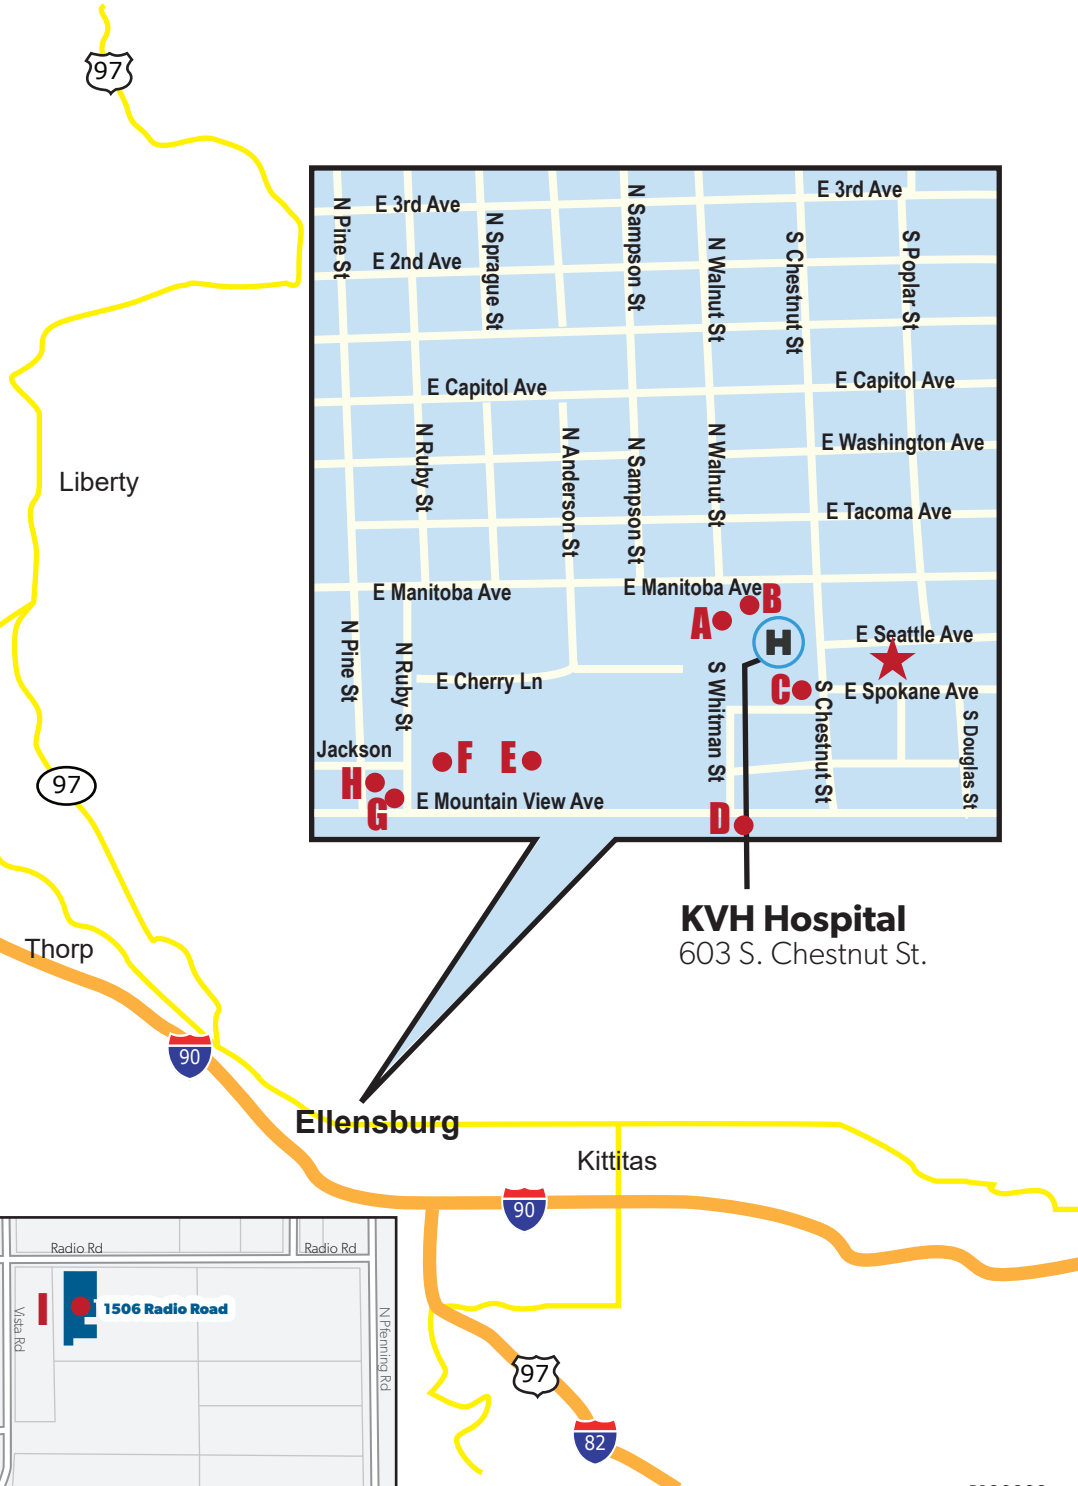 97
E 3rd Ave
E 3rd Ave
N Pine St
N Sprague St
N Sampson St
N Walnut St
S Chestnut St
S Poplar St
E 2nd Ave
E Capitol Ave
E Capitol Ave
N Ruby St
N Anderson St
N Sampson St
N Walnut St
E Washington Ave
Liberty
E Tacoma Ave
E Manitoba Ave
E Manitoba Ave
B
A
H
E Seattle Ave
N Pine St
N Ruby St
E Cherry Ln
S Whitman St
C
S Chestnut St
E Spokane Ave
S Douglas St
Jackson
F
E
H
G
E Mountain View Ave
D
97
KVH Hospital
603 S. Chestnut St.
Thorp
90
Ellensburg
Kittitas
90
Radio Rd
Radio Rd
Vista Rd
I
1506 Radio Road
N Pfenning Rd
97
82